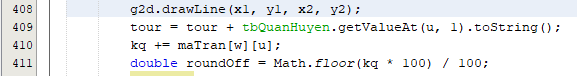 408 g2d.drawLine(x1, y1, x2, y2);
409 tour = tour + tbQuanHuyen.getValueAt(u, 1).toString();
410 kq += maTran[w][u];
411 double roundOff = Math.floor(kq * 100) / 100;